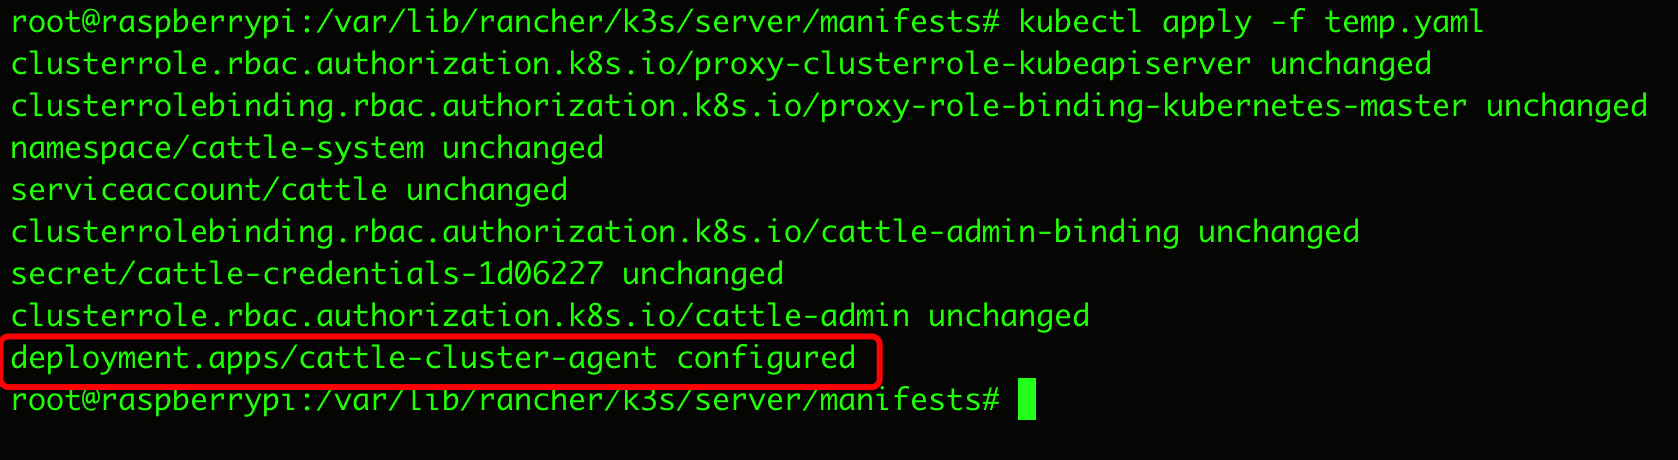 root@raspberrypi:/var/lib/rancher/k3s/server/manifests# kubectl apply -f temp.yaml
clusterrole.rbac.authorization.k8s.io/proxy-clusterrole-kubeapiserver unchanged
clusterrolebinding.rbac.authorization.k8s.io/proxy-role-binding-kubernetes-master unchanged
namespace/cattle-system unchanged
serviceaccount/cattle unchanged
clusterrolebinding.rbac.authorization.k8s.io/cattle-admin-binding unchanged
secret/cattle-credentials-1d06227 unchanged
clusterrole.rbac.authorization.k8s.io/cattle-admin unchanged
deployment.apps/cattle-cluster-agent configured
root@raspberrypi:/var/lib/rancher/k3s/server/manifests#